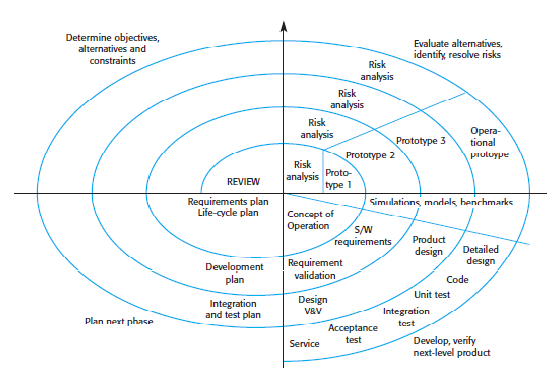 Determine objectives,
alternatives and
constraints
Evaluate alternatives,
identify, resolve risks
Risk
analysis
Risk
analysis
Risk
analysis
Risk
analysis
Proto-
type 1
Prototype 2
Prototype 3
Opera-
tional
prototype
REVIEW
Requirements plan
Life-cycle plan
Simulations, models, benchmarks
Concept of
Operation
S/W
requirements
Product
design
Detailed
design
Development
plan
Requirement
validation
Code
Unit test
Integration
and test plan
Design
V&V
Integration
test
Acceptance
test
Plan next phase
Service
Develop, verify
next-level product